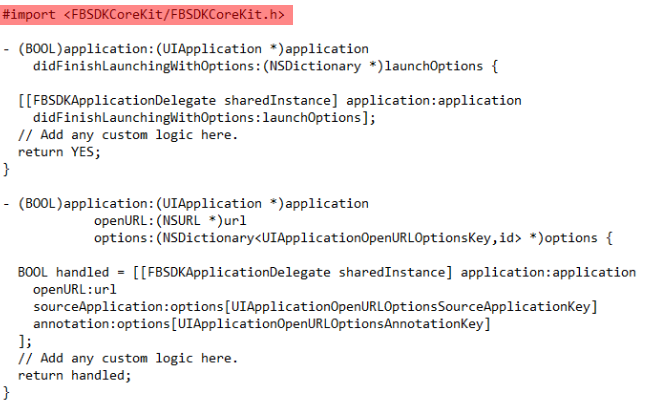 #import <FBSDKCoreKit/FBSDKCoreKit.h>
- (BOOL)application:(UIApplication *)application
    didFinishLaunchingWithOptions:(NSDictionary *)launchOptions {
  [[FBSDKApplicationDelegate sharedInstance] application:application
    didFinishLaunchingWithOptions:launchOptions];
  // Add any custom logic here.
  return YES;
}
- (BOOL)application:(UIApplication *)application
            openURL:(NSURL *)url
            options:(NSDictionary<UIApplicationOpenURLOptionsKey,id> *)options {
  BOOL handled = [[FBSDKApplicationDelegate sharedInstance] application:application
    openURL:url
    sourceApplication:options[UIApplicationOpenURLOptionsSourceApplicationKey]
    annotation:options[UIApplicationOpenURLOptionsAnnotationKey]
  ];
  // Add any custom logic here.
  return handled;
}